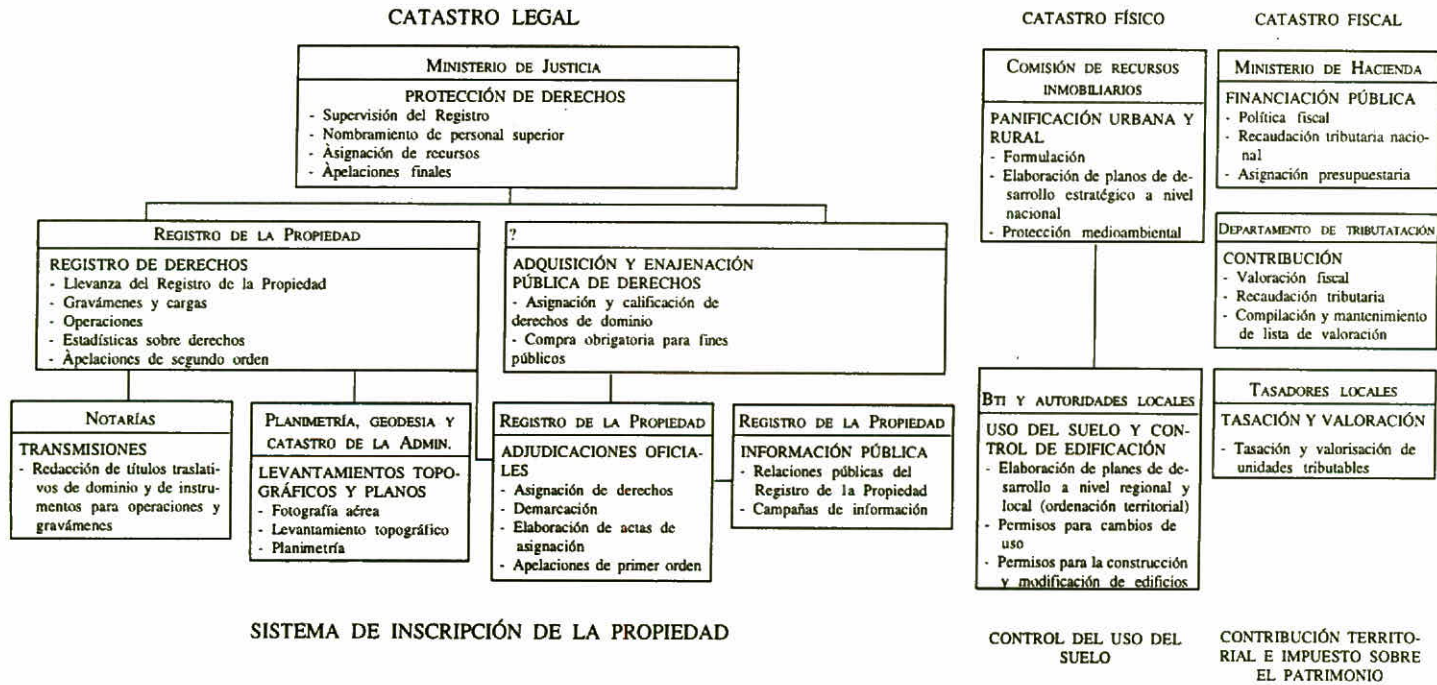 CATASTRO LEGAL
MINISTERIO DE JUSTICIA
PROTECCIÓN DE DERECHOS
- Supervisión del Registro
- Nombramiento de personal superior
- Àsignación de recursos
- Àpelaciones finales
REGISTRO DE LA PROPIEDAD
REGISTRO DE DERECHOS
- Llevanza del Registro de la Propiedad
- Gravámenes y cargas
- Operaciones
- Estadísticas sobre derechos
- Àpelaciones de segundo orden
?
ADQUISICIÓN Y ENAJENACIÓN
PÚBLICA DE DERECHOS
- Asignación y calificación de
derechos de dominio
- Compra obligatoria para fines
públicos
NOTARÍAS
TRANSMISIONES
- Redacción de títulos traslati-
vos de dominio y de instru-
mentos para operaciones y
gravámenes
PLANIMETRÍA, GEODESIA Y
CATASTRO DE LA ADMIN.
LEVANTAMIENTOS TOPO-
GRÁFICOS Y PLANOS
- Fotografía aérea
- Levantamiento topográfico
- Planimetría
REGISTRO DE LA PROPIEDAD
ADJUDICACIONES OFICIA-
LES
- Asignación de derechos
- Demarcación
- Elaboración de actas de
asignación
- Apelaciones de primer orden
REGISTRO DE LA PROPIEDAD
INFORMACIÓN PÚBLICA
- Relaciones públicas del
Registro de la Propiedad
- Campañas de información
SISTEMA DE INSCRIPCIÓN DE LA PROPIEDAD
CATASTRO FÍSICO
COMISIÓN DE RECURSOS
INMOBILIARIOS
PANIFICACIÓN URBANA Y
RURAL
- Formulación
- Elaboración de planos de de-
sarrollo estratégico a nivel
nacional
- Protección medioambiental
BTI Y AUTORIDADES LOCALES
USO DEL SUELO Y CON-
TROL DE EDIFICACIÓN
- Elaboración de planes de de-
sarrollo a nivel regional y
local (ordenación territorial)
- Permisos para cambios de
uso
- Permisos para la construcción
y modificación de edificios
CONTROL DEL USO DEL
SUELO
CATASTRO FISCAL
MINISTERIO DE HACIENDA
FINANCIACIÓN PÚBLICA
- Política fiscal
- Recaudación tributaria nacio-
nal
- Asignación presupuestaria
DEPARTAMENTO DE TRIBUTATACIÓN
CONTRIBUCIÓN
- Valoración fiscal
- Recaudación tributaria
- Compilación y mantenimiento
de lista de valoración
TASADORES LOCALES
TASACIÓN Y VALORACIÓN
- Tasación y valorisación de
unidades tributables
CONTRIBUCIÓN TERRITO-
RIAL E IMPUESTO SOBRE
EL PATRIMONIO